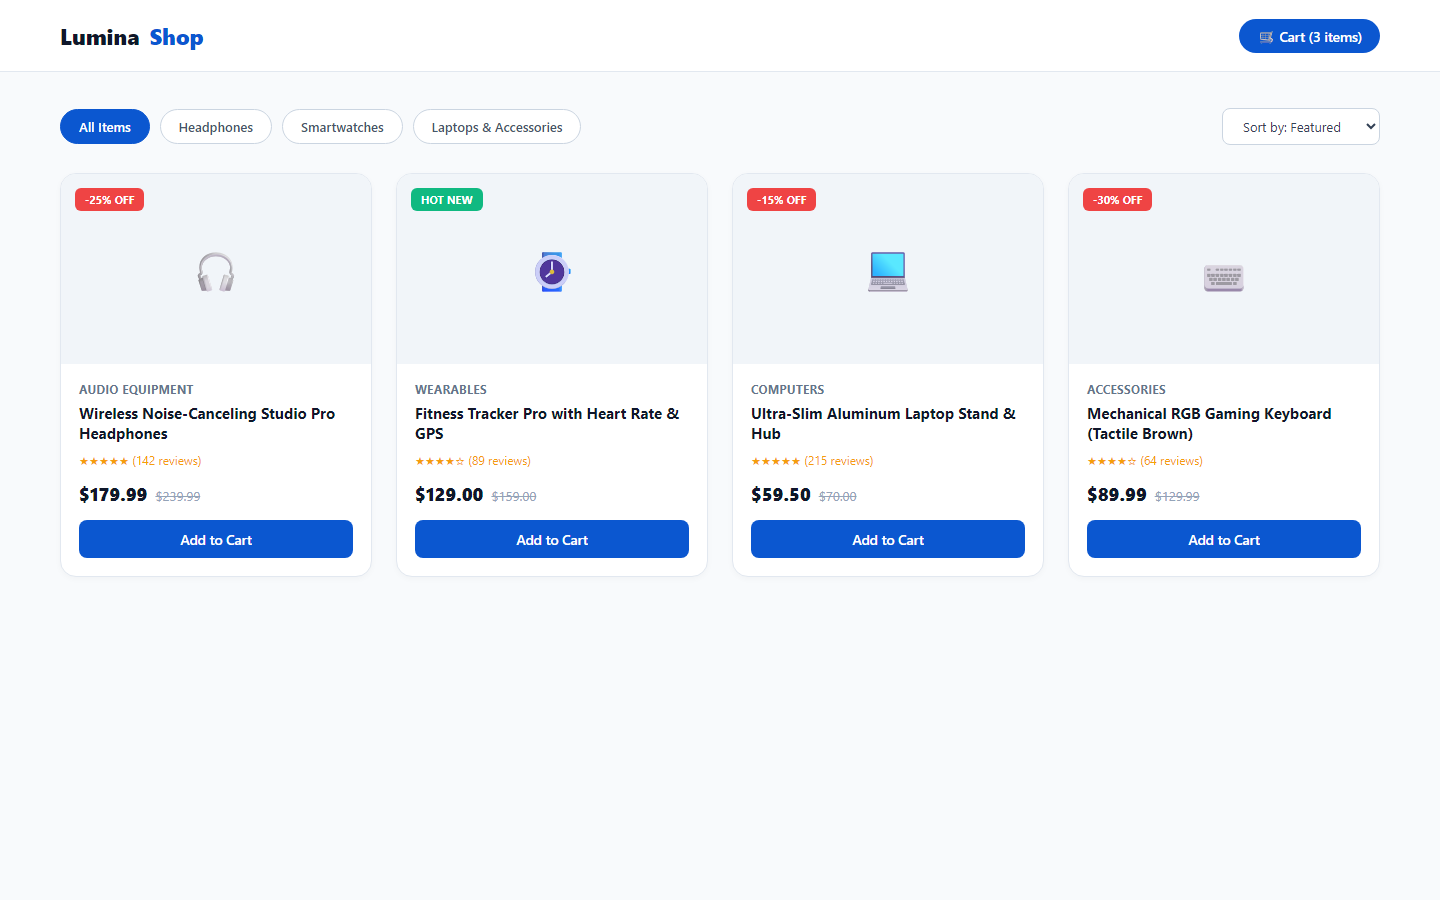 Lumina Shop
Cart (3 items)
All Items
Headphones
Smartwatches
Laptops & Accessories
Sort by: Featured
-25% OFF
AUDIO EQUIPMENT
Wireless Noise-Canceling Studio Pro
Headphones
★★★★★ (142 reviews)
$179.99 $239.99
Add to Cart
HOT NEW
WEARABLES
Fitness Tracker Pro with Heart Rate &
GPS
★★★★☆ (89 reviews)
$129.00 $159.00
Add to Cart
-15% OFF
COMPUTERS
Ultra-Slim Aluminum Laptop Stand &
Hub
★★★★★ (215 reviews)
$59.50 $70.00
Add to Cart
-30% OFF
ACCESSORIES
Mechanical RGB Gaming Keyboard
(Tactile Brown)
★★★★☆ (64 reviews)
$89.99 $129.99
Add to Cart